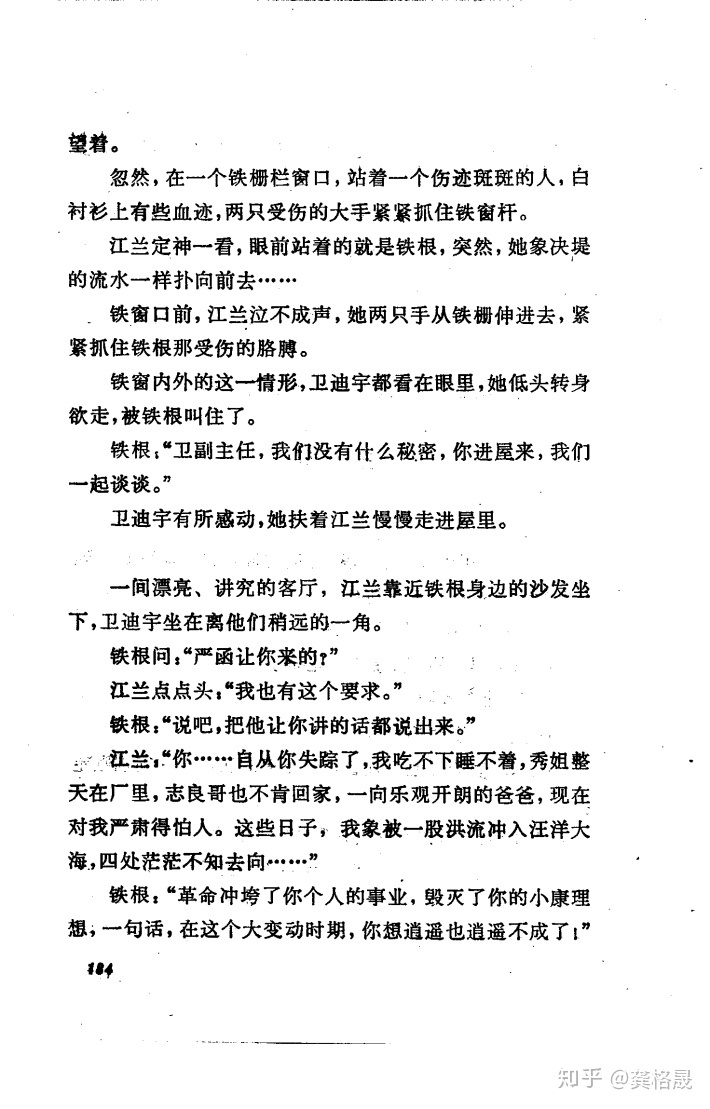 望着。
忽然，在一个铁栅栏窗口，站着一个伤迹斑斑的人，白
衬衫上有些血迹，两只受伤的大手紧紧抓住铁窗杆。
江兰定神一看，眼前站着的就是铁根，突然，她象决堤
的流水一样扑向前去……
铁窗口前，江兰泣不成声，她两只手从铁栅伸进去，紧
紧抓住铁根那受伤的胳膊。
铁窗内外的这一情形，卫迪宇都看在眼里，她低头转身
欲走，被铁根叫住了。
铁根：“卫副主任，我们没有什么秘密，你进屋来，我们
一起谈谈。”
卫迪宇有所感动，她扶着江兰慢慢走进屋里。
一间漂亮、讲究的客厅，江兰靠近铁根身边的沙发坐
下，卫迪宇坐在离他们稍远的一角。
铁根问：“严函让你来的？”
江兰点点头：“我也有这个要求。”
铁根：“说吧，把他让你讲的话都说出来。”
江兰：“你……自从你失踪了，我吃不下睡不着，秀姐整
天在厂里，志良哥也不肯回家，一向乐观开朗的爸爸，现在
对我严肃得怕人。这些日子，我象被一股洪流冲入汪洋大
海，四处茫茫不知去向……”
铁根：“革命冲垮了你个人的事业，毁灭了你的小康理
想，一句话，在这个大变动时期，你想逍遥也逍遥不成了！”
184
知乎 @龚格晟